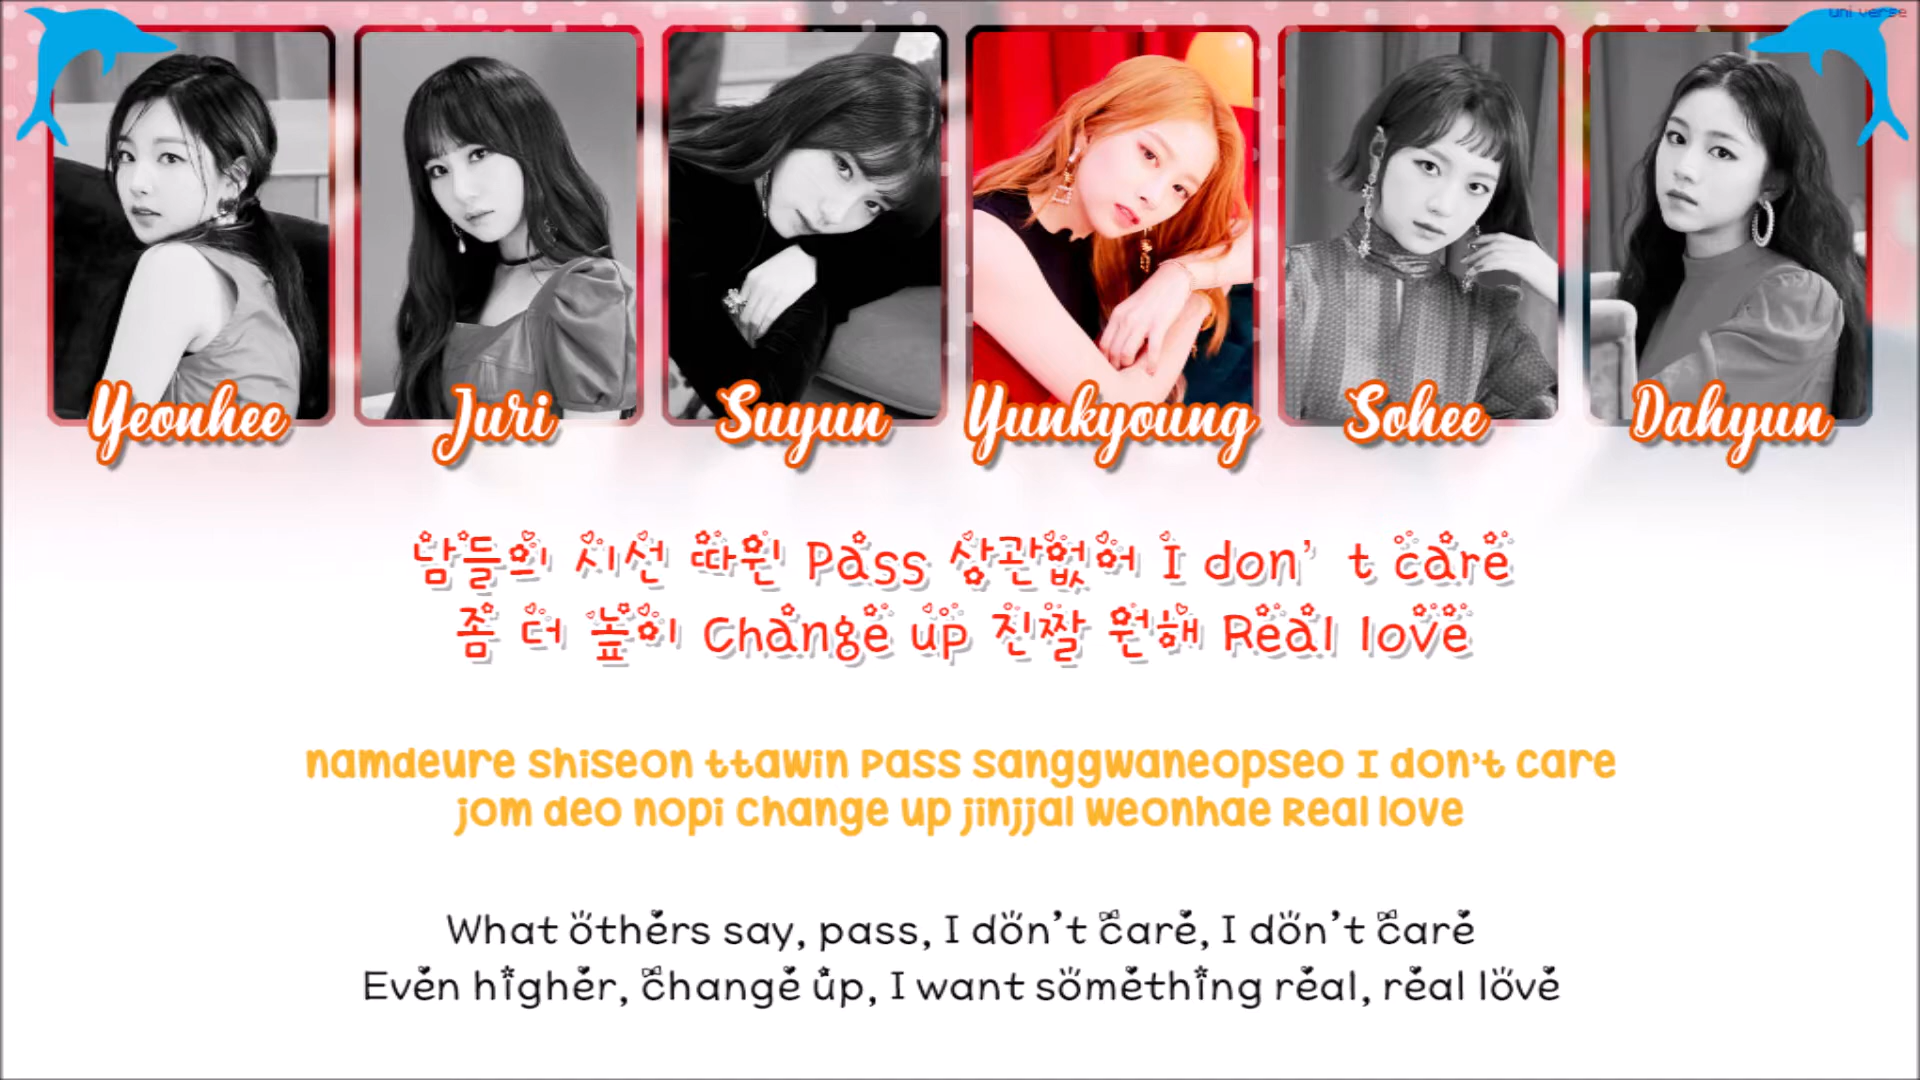 uni verse
Yeonhee
Juri
Suyun
Yunkyoung
Sohee
Dahyun
남들의 시선 따윈 Pass 상관없어 I don’t care
좀 더 높이 Change up 진짤 원해 Real love
namdeure shiseon ttawin Pass sanggwaneopseo I don't care
jom deo nopi change up jinjjal weonhae Real love
What others say, pass, I don't care, I don't care
Even higher, change up, I want something real, real love